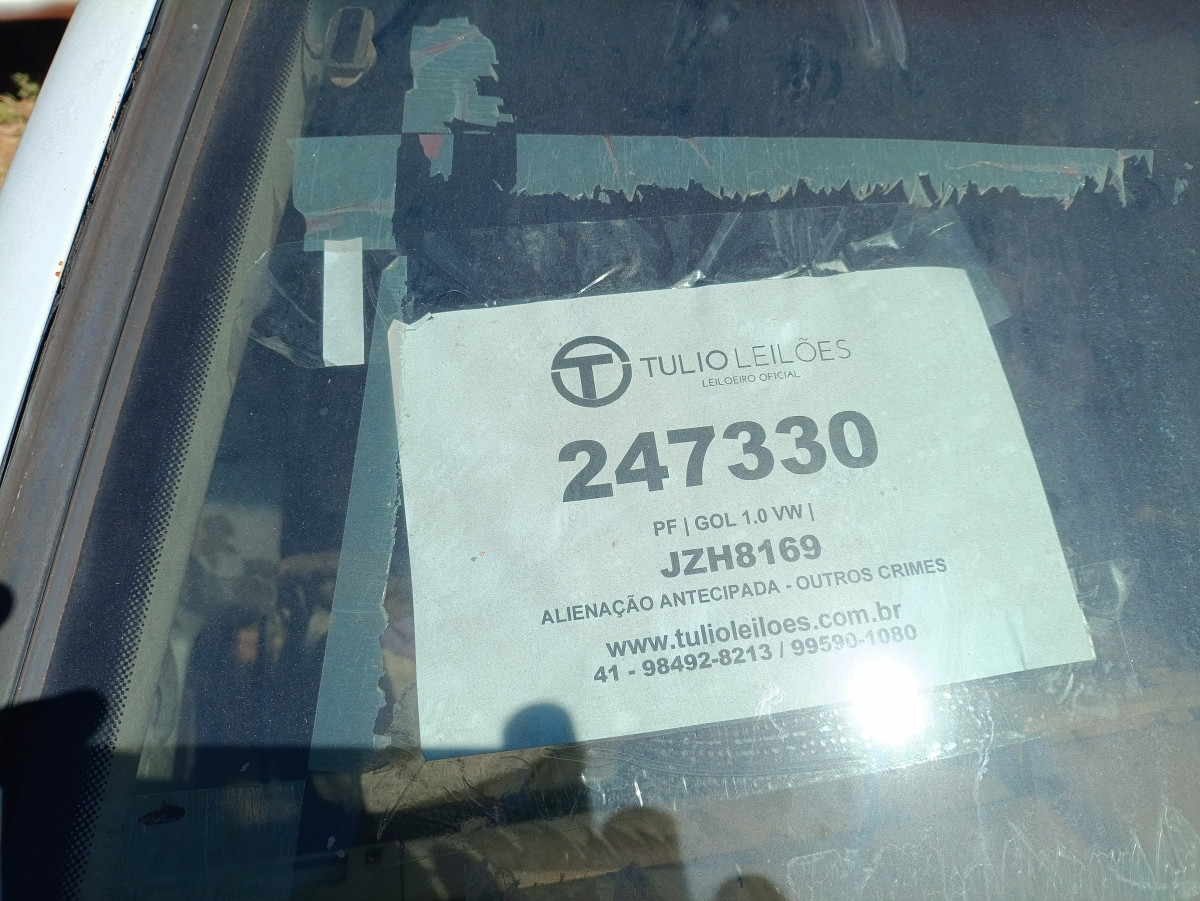 TULIO LEILÕES
LEILOEIRO OFICIAL
247330
PF | GOL 1.0 VW |
JZH8169
ALIENAÇÃO ANTECIPADA - OUTROS CRIMES
www.tulioleiloes.com.br
41 - 98492-8213 / 99590-1080